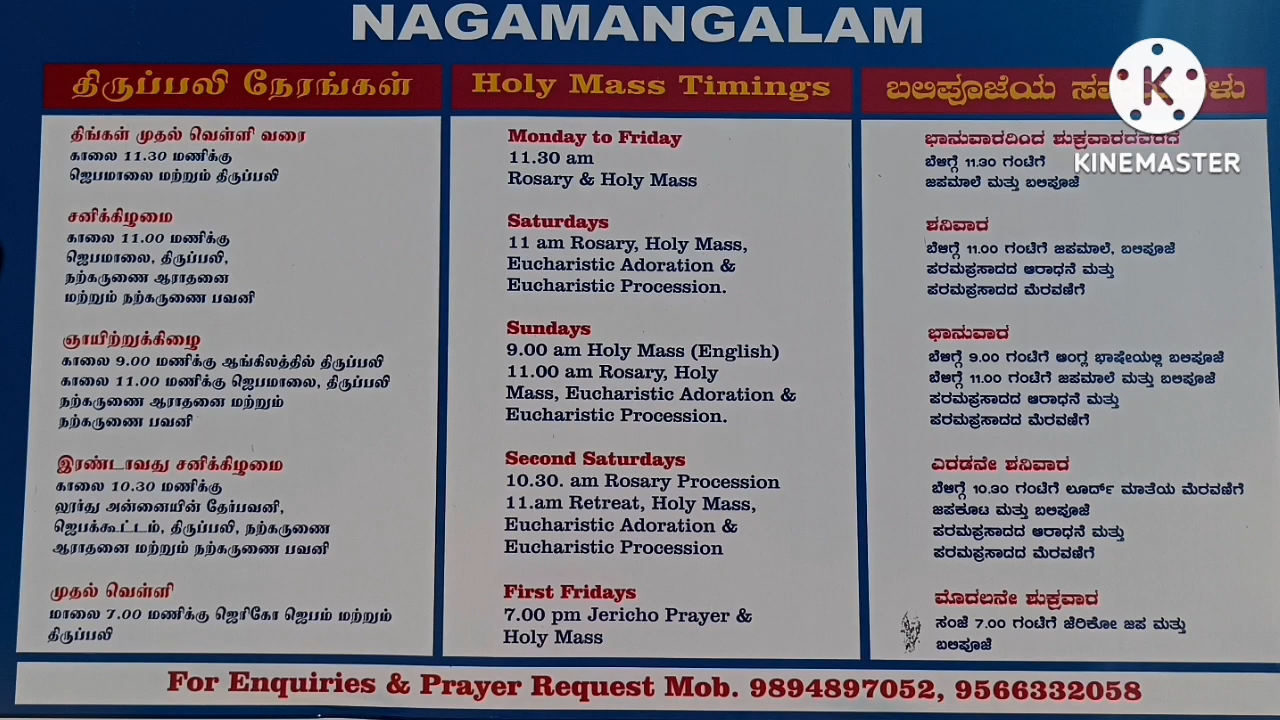 NAGAMANGALAM
திருப்பலி நேரங்கள்
திங்கள் முதல் வெள்ளி வரை
காலை 11.30 மணிக்கு
ஜெபமாலை மற்றும் திருப்பலி
சனிக்கிழமை
காலை 11.00 மணிக்கு
ஜெபமாலை, திருப்பலி,
நற்கருணை ஆராதனை
மற்றும் நற்கருணை பவனி
ஞாயிற்றுக்கிழை
காலை 9.00 மணிக்கு ஆங்கிலத்தில் திருப்பலி
காலை 11.00 மணிக்கு ஜெபமாலை, திருப்பலி
நற்கருணை ஆராதனை மற்றும்
நற்கருணை பவனி
இரண்டாவது சனிக்கிழமை
காலை 10.30 மணிக்கு
லூர்து அன்னையின் தேர்பவனி,
ஜெபக்கூட்டம், திருப்பலி, நற்கருணை
ஆராதனை மற்றும் நற்கருணை பவனி
முதல் வெள்ளி
மாலை 7.00 மணிக்கு ஜெரிகோ ஜெபம் மற்றும்
திருப்பலி
Holy Mass Timings
Monday to Friday
11.30 am
Rosary & Holy Mass
Saturdays
11 am Rosary, Holy Mass,
Eucharistic Adoration &
Eucharistic Procession.
Sundays
9.00 am Holy Mass (English)
11.00 am Rosary, Holy
Mass, Eucharistic Adoration &
Eucharistic Procession.
Second Saturdays
10.30. am Rosary Procession
11.am Retreat, Holy Mass,
Eucharistic Adoration &
Eucharistic Procession
First Fridays
7.00 pm Jericho Prayer &
Holy Mass
ಬಲಿಪೂಜೆಯ
ಭಾನುವಾರದಿಂದ ಶುಕ್ರವಾರದವರೆಗೆ
ಬೆಳಗ್ಗೆ 11.30 ಗಂಟೆಗೆ
ಜಪಮಾಲೆ ಮತ್ತು ಬಲಿಪೂಜೆ
ಶನಿವಾರ
ಬೆಳಗ್ಗೆ 11.00 ಗಂಟೆಗೆ ಜಪಮಾಲೆ, ಬಲಿಪೂಜೆ
ಪರಮಪ್ರಸಾದದ ಆರಾಧನೆ ಮತ್ತು
ಪರಮಪ್ರಸಾದದ ಮೆರವಣಿಗೆ
ಭಾನುವಾರ
ಬೆಳಗ್ಗೆ 9.00 ಗಂಟೆಗೆ ಆಂಗ್ಲ ಭಾಷೇಯಲ್ಲಿ ಬಲಿಪೂಜೆ
ಬೆಳಗ್ಗೆ 11.00 ಗಂಟೆಗೆ ಜಪಮಾಲೆ ಮತ್ತು ಬಲಿಪೂಜೆ
ಪರಮಪ್ರಸಾದದ ಆರಾಧನೆ ಮತ್ತು
ಪರಮಪ್ರಸಾದದ ಮೆರವಣಿಗೆ
ಎರಡನೇ ಶನಿವಾರ
ಬೆಳಗ್ಗೆ 10.30 ಗಂಟೆಗೆ ಲೂರ್ದ್ ಮಾತೆಯ ಮೆರವಣಿಗೆ
ಜಪಕೂಟ ಮತ್ತು ಬಲಿಪೂಜೆ
ಪರಮಪ್ರಸಾದದ ಆರಾಧನೆ ಮತ್ತು
ಪರಮಪ್ರಸಾದದ ಮೆರವಣಿಗೆ
ಮೊದಲನೇ ಶುಕ್ರವಾರ
ಸಂಜೆ 7.00 ಗಂಟೆಗೆ ಜೆರಿಕೋ ಜಪ ಮತ್ತು
ಬಲಿಪೂಜೆ
For Enquiries & Prayer Request Mob. 9894897052, 9566332058
K
KINEMASTER